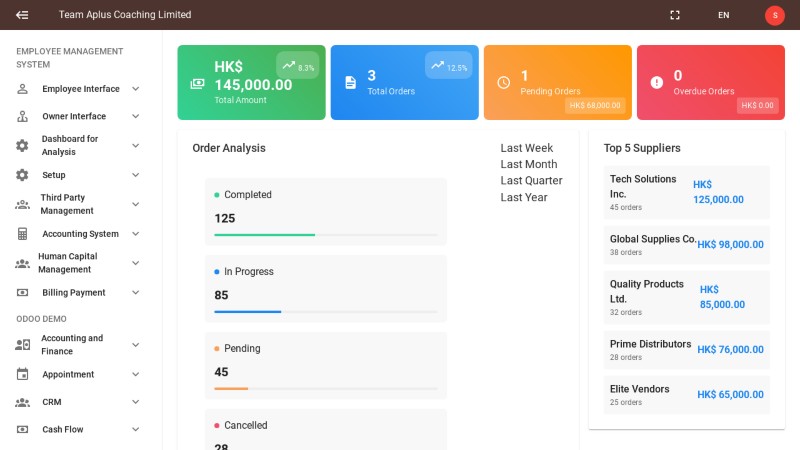 Team Aplus Coaching Limited
EN
S
EMPLOYEE MANAGEMENT
SYSTEM
Employee Interface
Owner Interface
Dashboard for
Analysis
Setup
Third Party
Management
Accounting System
Human Capital
Management
Billing Payment
ODOO DEMO
Accounting and
Finance
Appointment
CRM
Cash Flow
HK$
145,000.00
Total Amount
8.3%
3
Total Orders
12.5%
1
Pending Orders
HK$ 68,000.00
0
Overdue Orders
HK$ 0.00
Order Analysis
Last Week
Last Month
Last Quarter
Last Year
Completed
125
In Progress
85
Pending
45
Cancelled
28
Top 5 Suppliers
Tech Solutions
Inc.
45 orders
HK$
125,000.00
Global Supplies Co.
38 orders
HK$ 98,000.00
Quality Products
Ltd.
32 orders
HK$
85,000.00
Prime Distributors
28 orders
HK$ 76,000.00
Elite Vendors
25 orders
HK$ 65,000.00